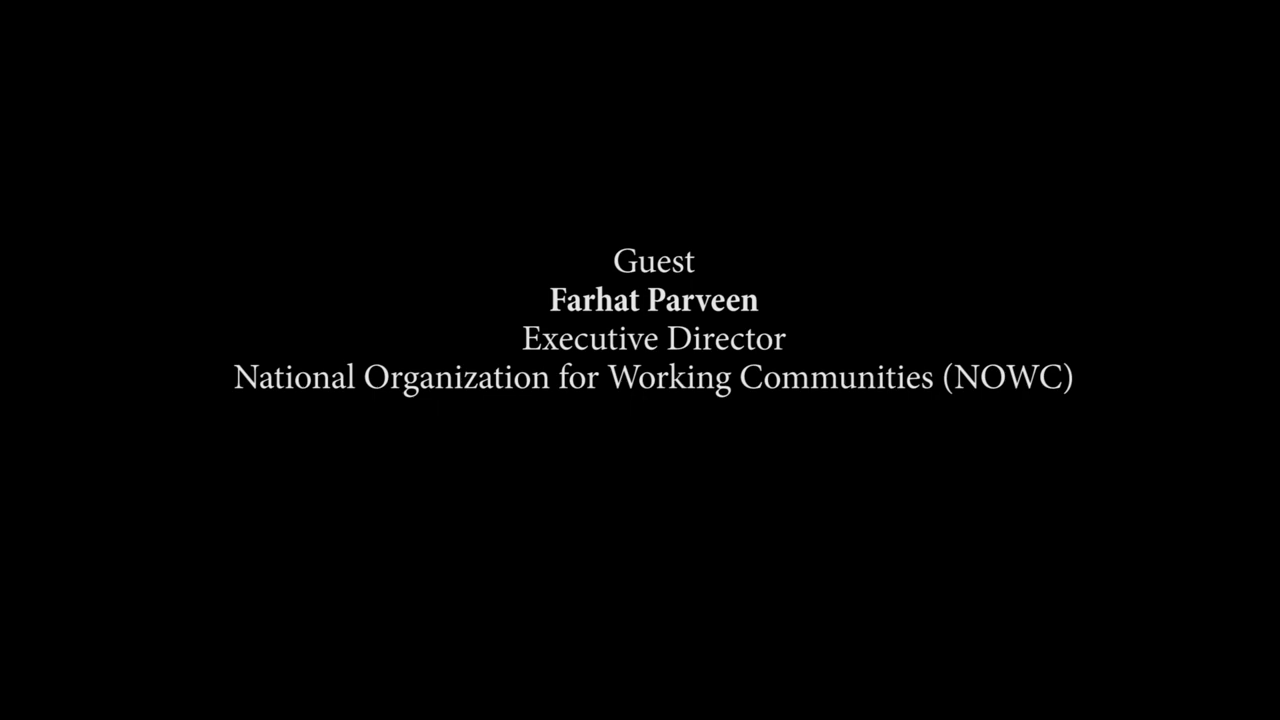 Guest
Farhat Parveen
Executive Director
National Organization for Working Communities (NOWC)